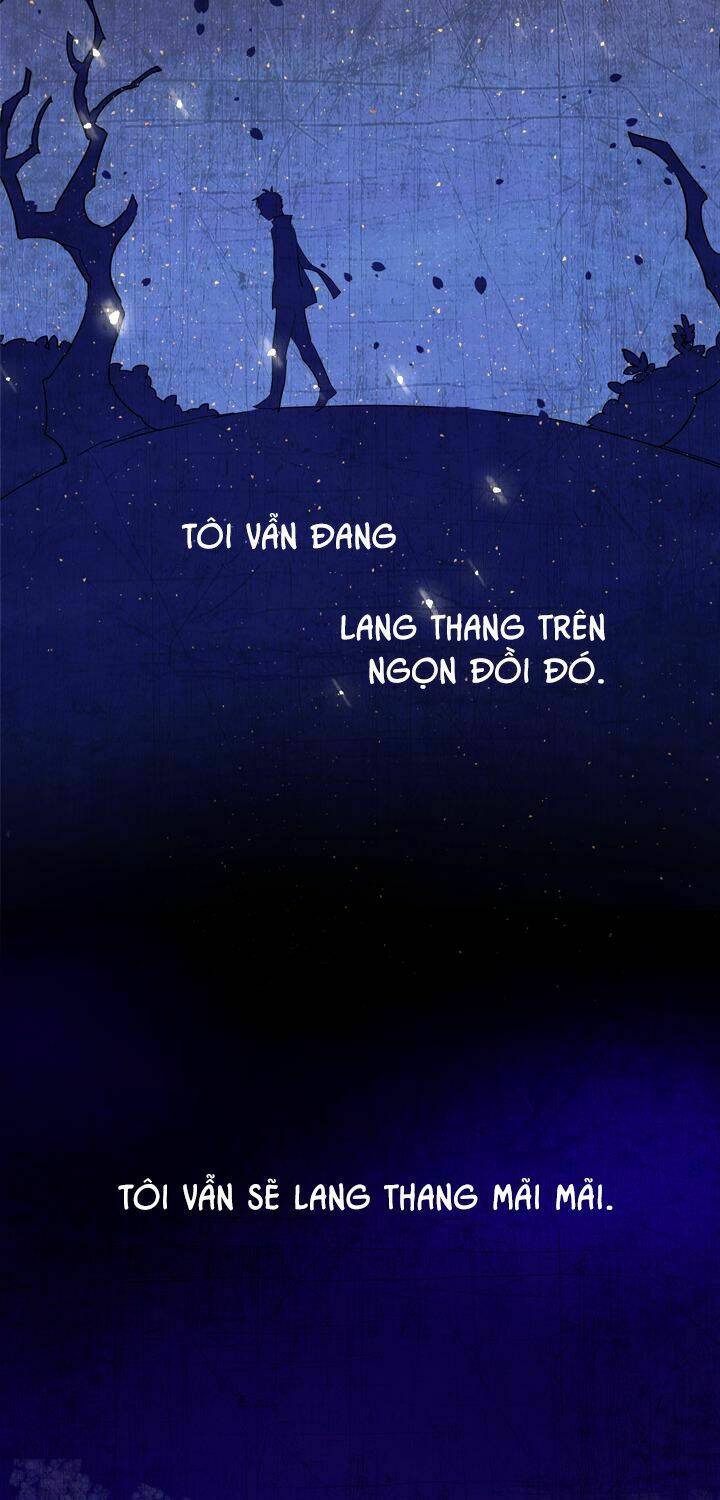 TÔI VẪN ĐANG
LANG THANG TRÊN
NGỌN ĐỒI ĐÓ.
TÔI VẪN SẼ LANG THANG MÃI MÃI.